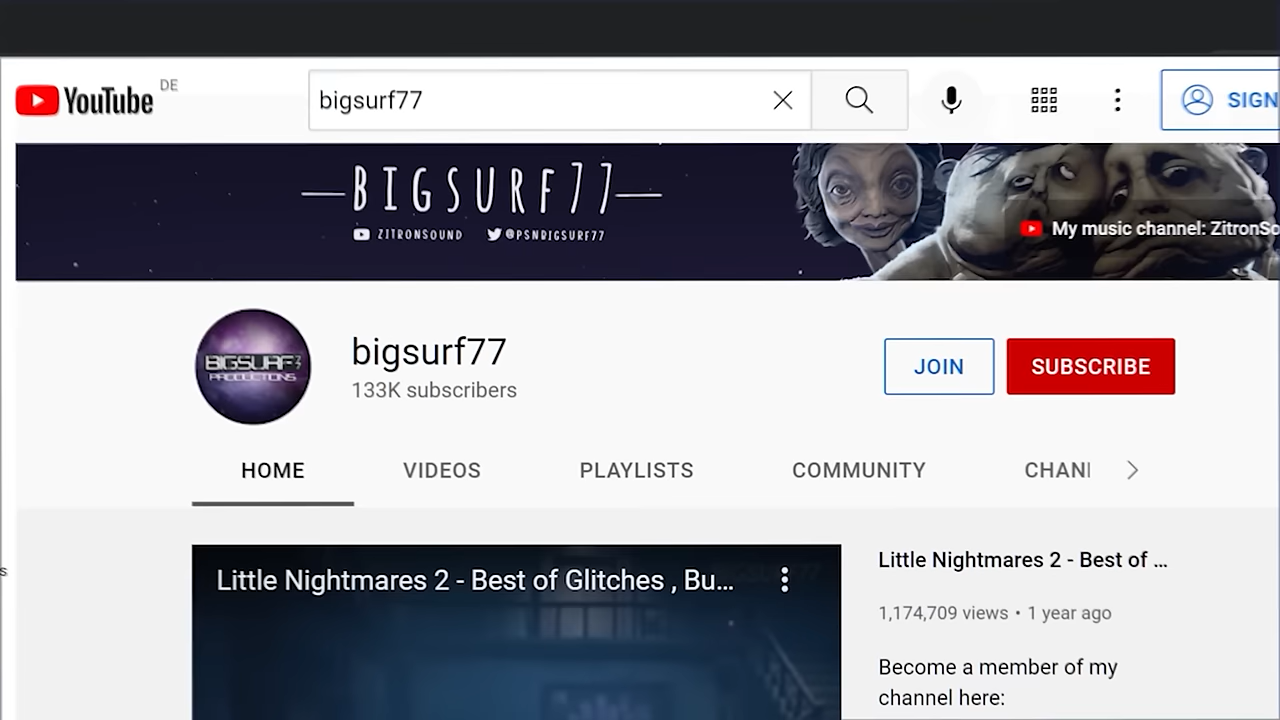 YouTube DE
bigsurf77
SIGN
BIGSURF77
ZITRONSOUND @PSNBIGSURF77
My music channel: ZitronSo
BIGSURF7
PRODUCTIONS
bigsurf77
133K subscribers
JOIN
SUBSCRIBE
HOME VIDEOS PLAYLISTS COMMUNITY CHAN
Little Nightmares 2 - Best of Glitches , Bu...
Little Nightmares 2 - Best of ...
1,174,709 views • 1 year ago
Become a member of my
channel here:
s